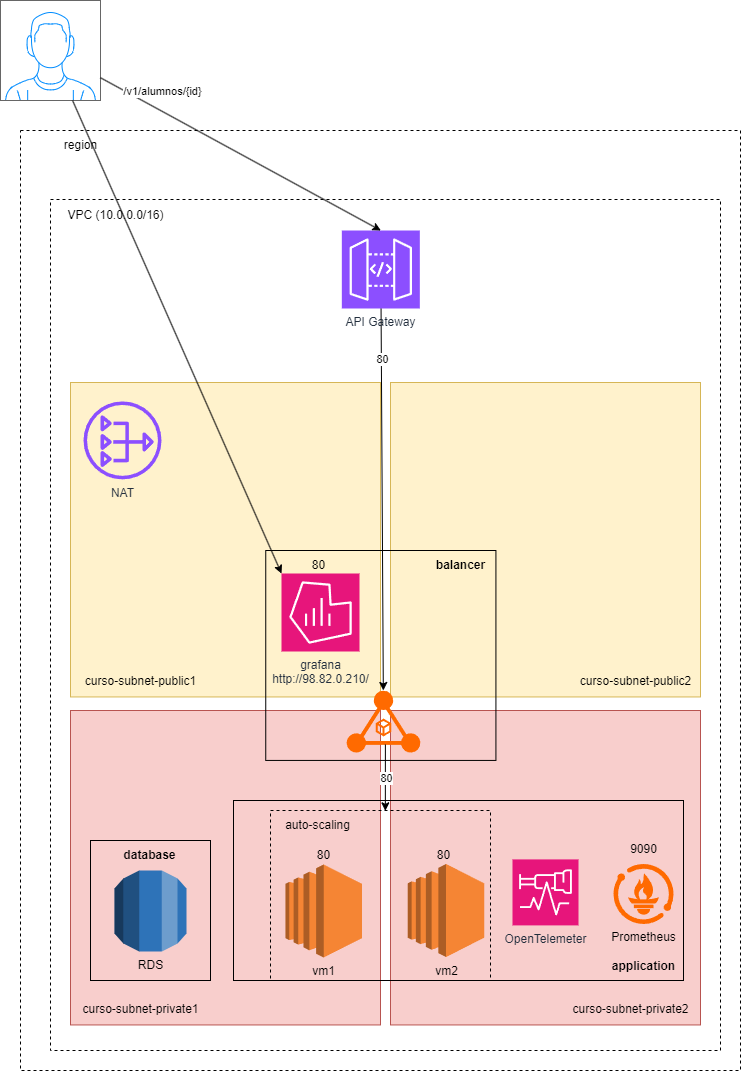 /v1/alumnos/{id}
region
VPC (10.0.0.0/16)
API Gateway
80
NAT
80
balancer
grafana
http://98.82.0.210/
curso-subnet-public1
curso-subnet-public2
80
auto-scaling
database
80
80
9090
RDS
vm1
vm2
OpenTelemeter
Prometheus
application
curso-subnet-private1
curso-subnet-private2